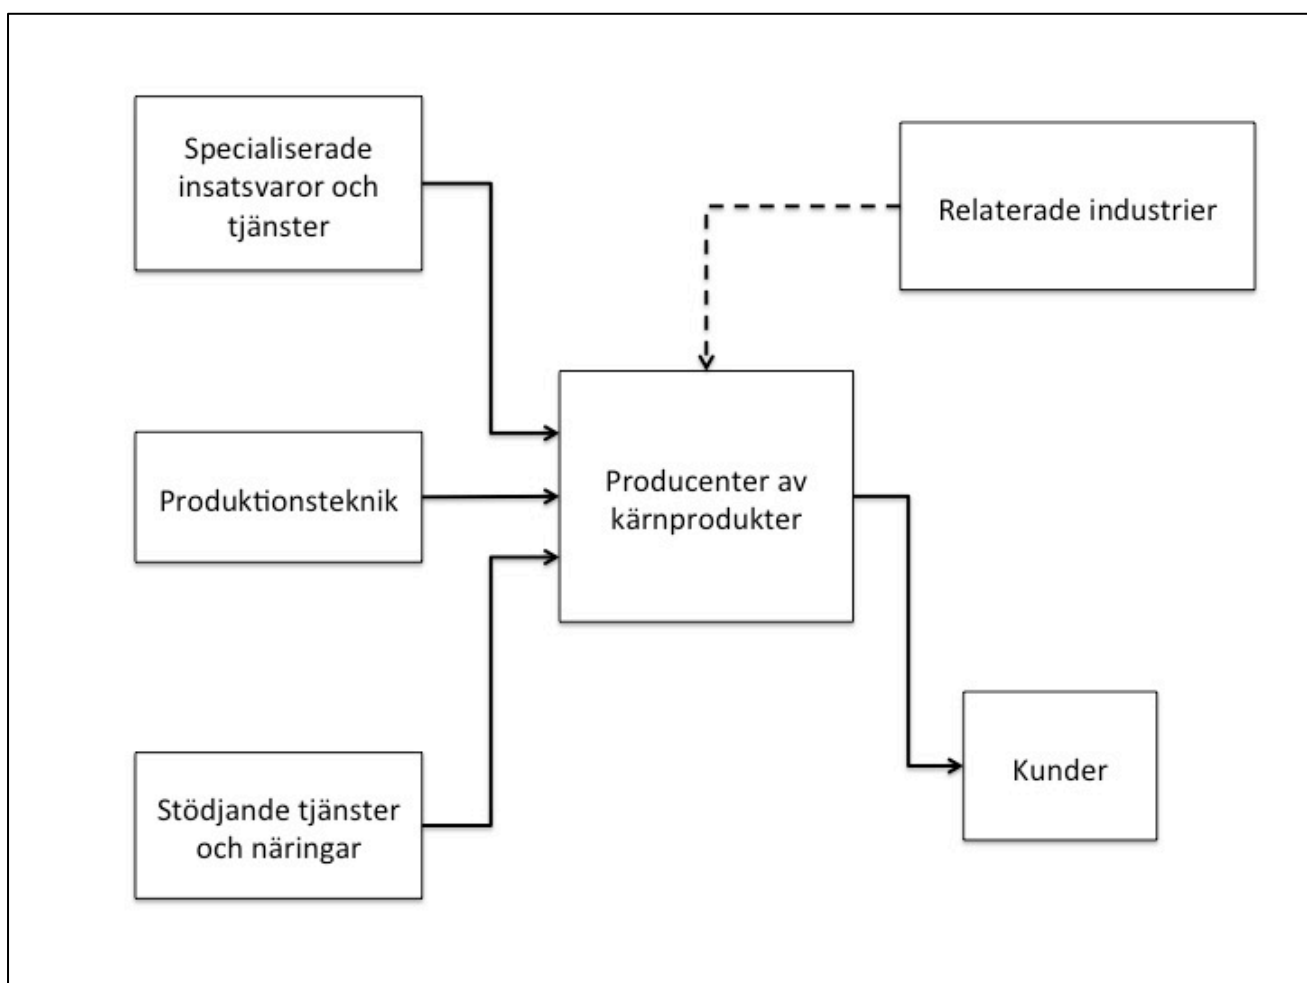 Specialiserade
insatsvaror och
tjänster
Relaterade industrier
Produktionsteknik
Producenter av
kärnprodukter
Stödjande tjänster
och näringar
Kunder